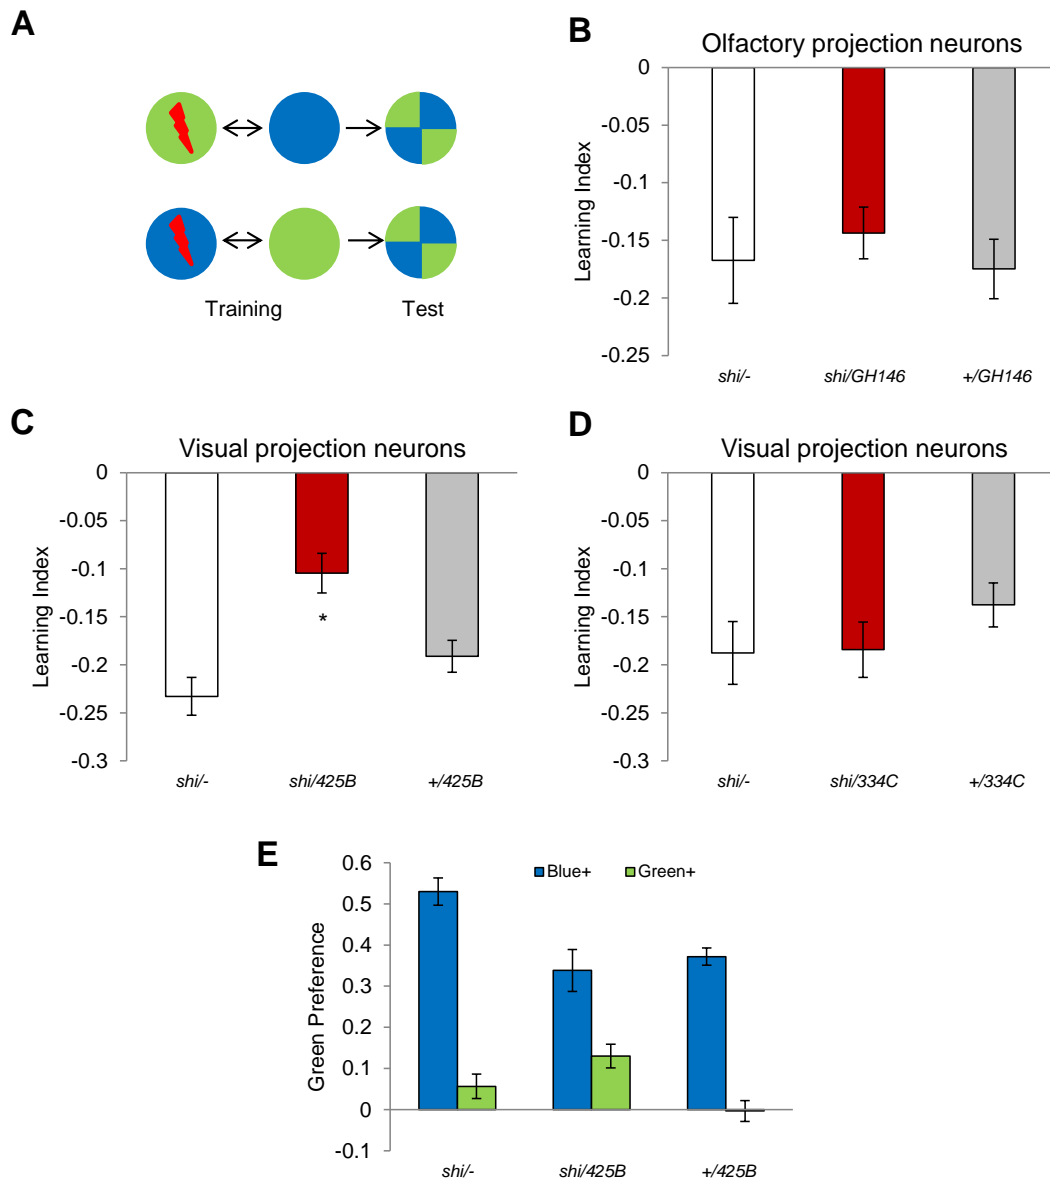 A
Training
Test
B
Olfactory projection neurons
Learning Index
0
-0.05
-0.1
-0.15
-0.2
-0.25
shi/-
shi/GH146
+/GH146
C
Visual projection neurons
Learning Index
0
-0.05
-0.1
-0.15
-0.2
-0.25
-0.3
*
shi/-
shi/425B
+/425B
D
Visual projection neurons
Learning Index
0
-0.05
-0.1
-0.15
-0.2
-0.25
-0.3
shi/-
shi/334C
+/334C
E
Blue+
Green+
Green Preference
0.6
0.5
0.4
0.3
0.2
0.1
0
-0.1
shi/-
shi/425B
+/425B